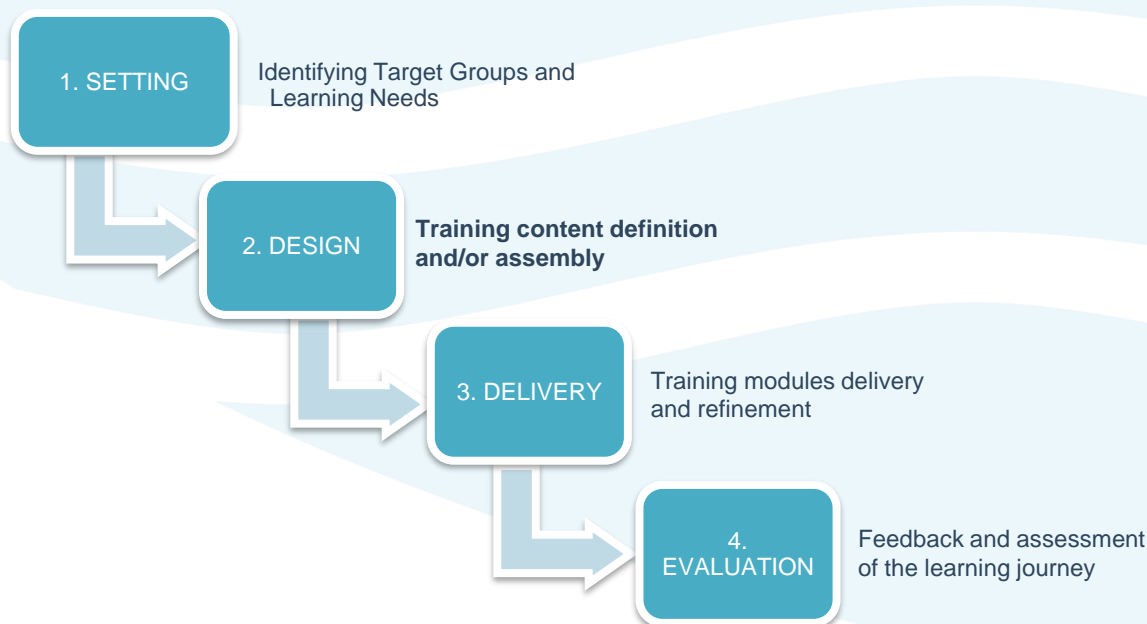 1. SETTING
Identifying Target Groups and
Learning Needs
2. DESIGN
Training content definition
and/or assembly
3. DELIVERY
Training modules delivery
and refinement
4.
EVALUATION
Feedback and assessment
of the learning journey